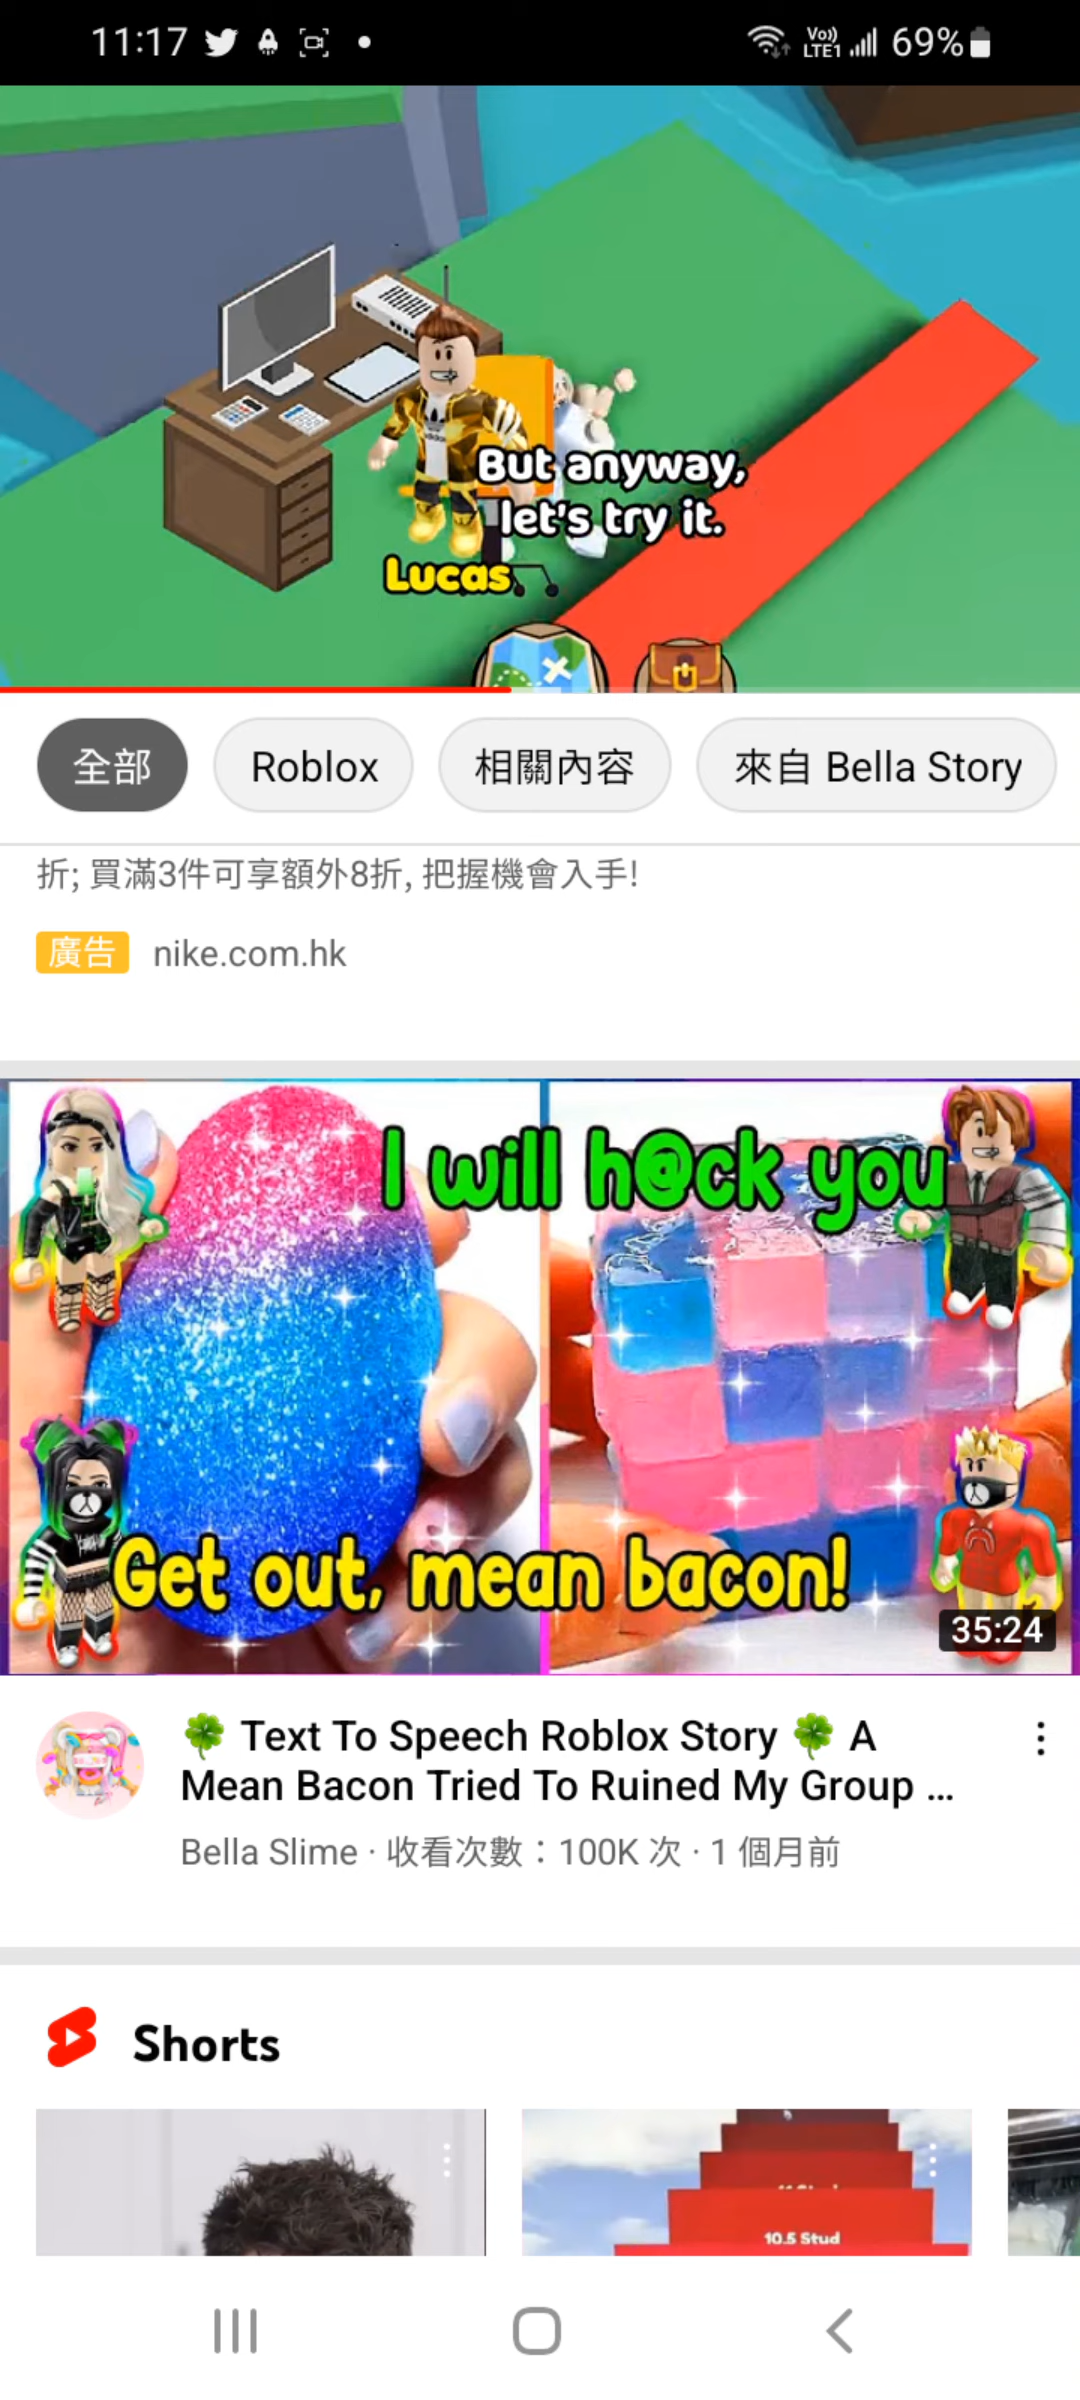 11:17
Vo))
LTE1
69%
adidas
But anyway,
let's try it.
Lucas
全部
Roblox
相關內容
來自 Bella Story
折; 買滿3件可享額外8折, 把握機會入手!
廣告
nike.com.hk
I will h@ck you
Get out, mean bacon!
35:24
🍀 Text To Speech Roblox Story 🍀 A
Mean Bacon Tried To Ruined My Group ...
Bella Slime · 收看次數：100K 次 · 1 個月前
Shorts
10.5 Stud